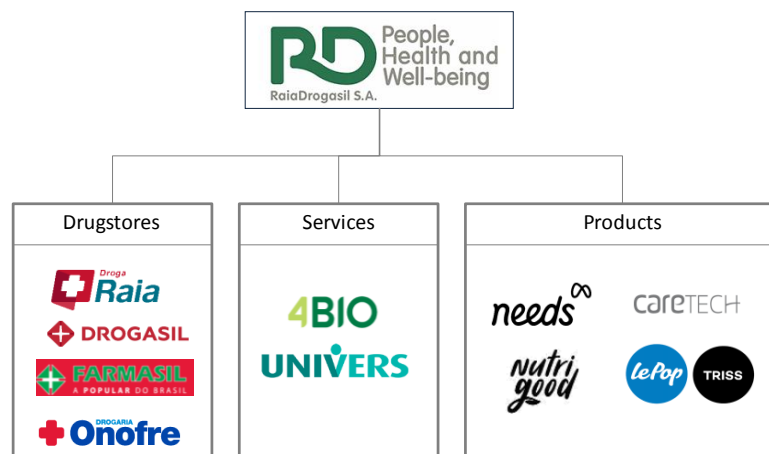 RD People,
Health and
Well-being
RaiaDrogasil S.A.
Drugstores
Droga
Raia
DROGASIL
FARMASIL
A POPULAR DO BRASIL
DROGARIA
Onofre
Services
4BIO
UNIVERS
Products
needs
careTECH
nutri
good
lePop
TRISS